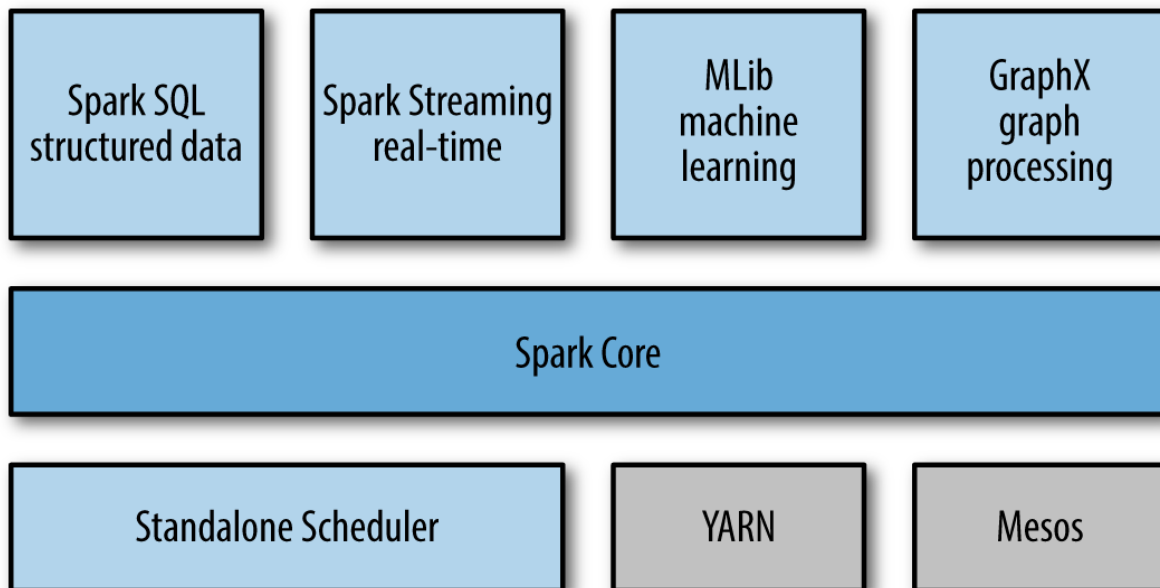 Spark SQL
structured data
Spark Streaming
real-time
MLib
machine
learning
GraphX
graph
processing
Spark Core
Standalone Scheduler
YARN
Mesos